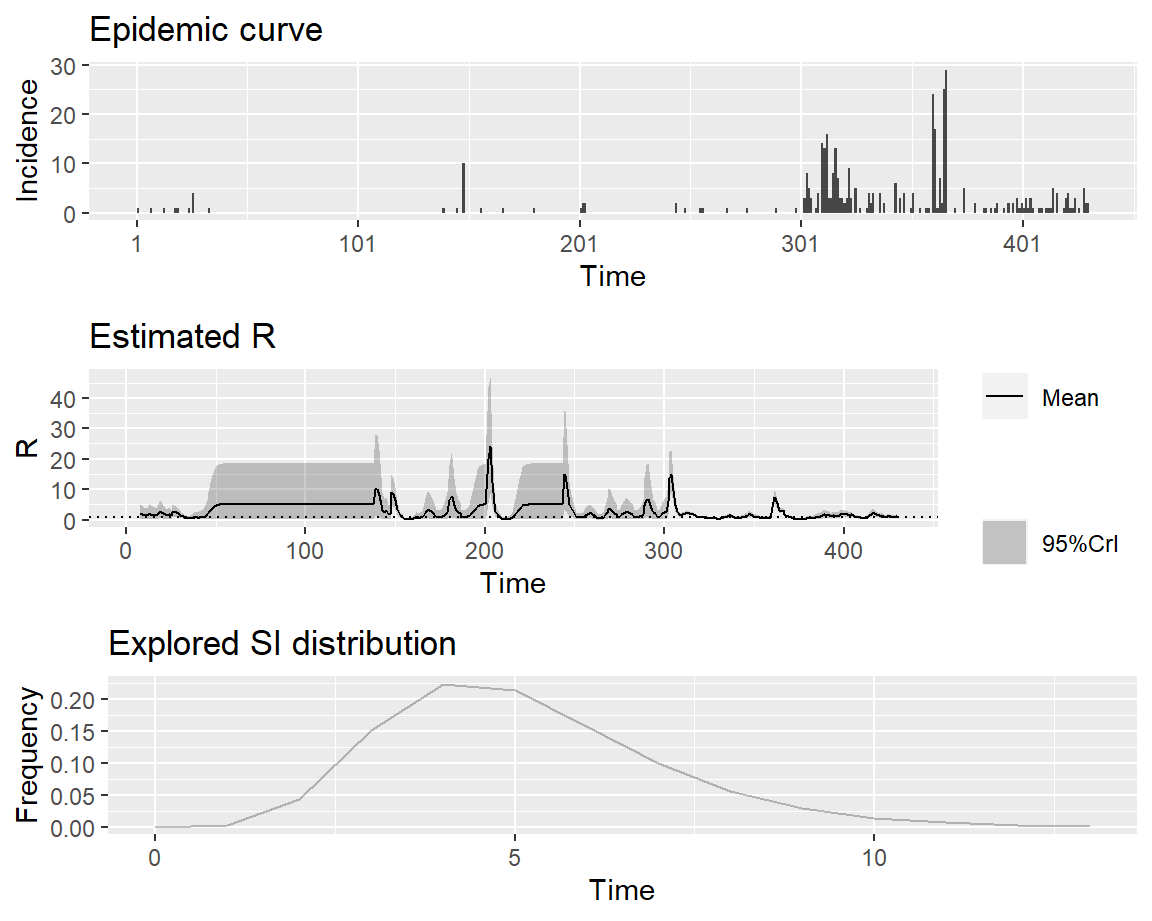 Epidemic curve
30
20
10
0
Incidence
1 101 201 301 401
Time
Estimated R
40
30
20
10
0
R
0 100 200 300 400
Time
Mean
95%CrI
Explored SI distribution
0.20
0.15
0.10
0.05
0.00
Frequency
0 5 10
Time